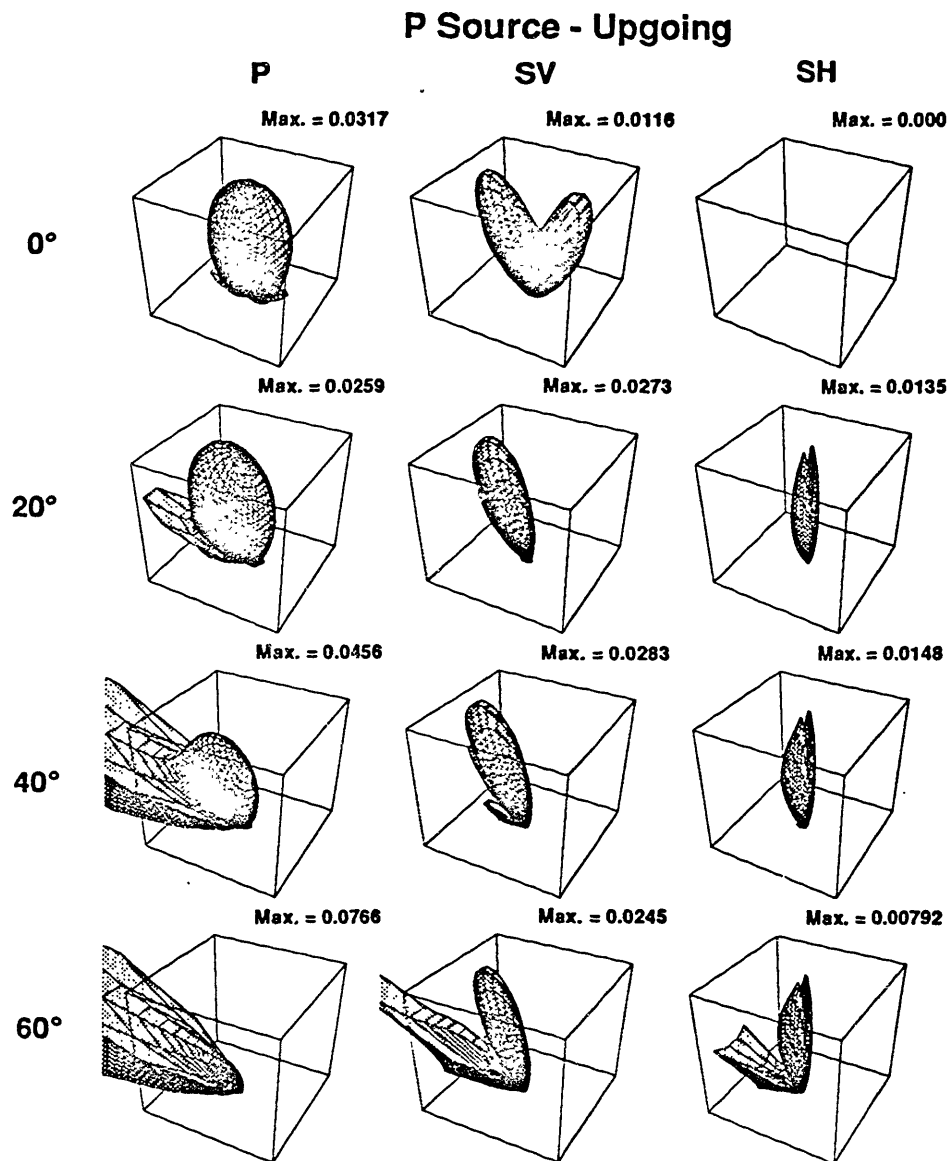 P Source - Upgoing
P SV SH
Max. = 0.0317 Max. = 0.0116 Max. = 0.000
0°
Max. = 0.0259 Max. = 0.0273 Max. = 0.0135
20°
Max. = 0.0456 Max. = 0.0283 Max. = 0.0148
40°
Max. = 0.0766 Max. = 0.0245 Max. = 0.00792
60°